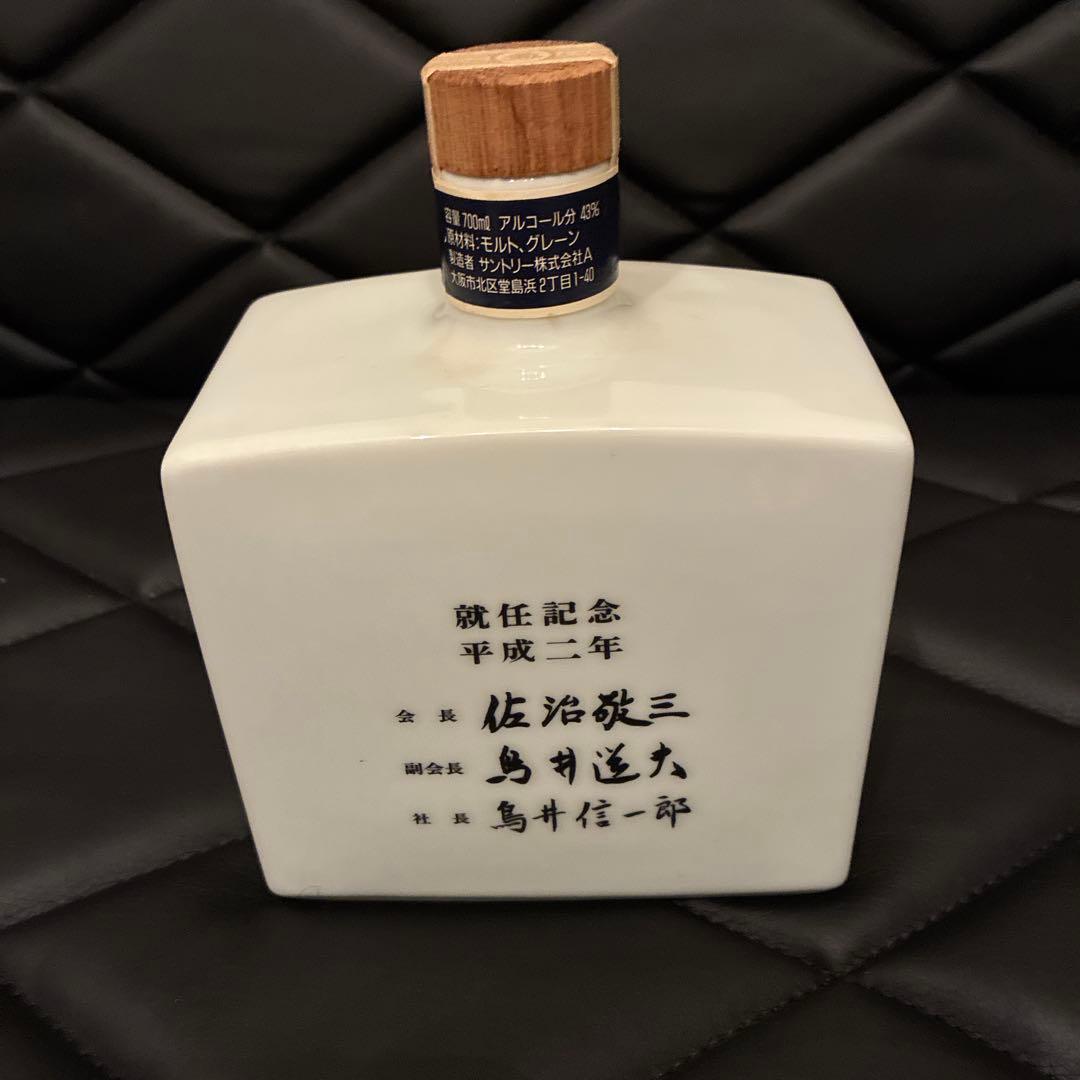 容量 700ml アルコール分 43%
原材料:モルト、グレーン
製造者 サントリー株式会社A
大阪市北区堂島浜2丁目1-40
就任記念
平成二年
会長 佐治敬三
副会長 鳥井道夫
社長 鳥井信一郎